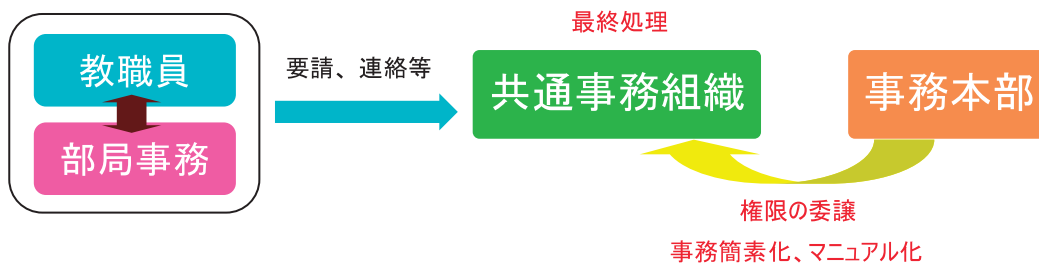 最終処理
教職員
要請、連絡等
共通事務組織
事務本部
部局事務
権限の委譲
事務簡素化、マニュアル化